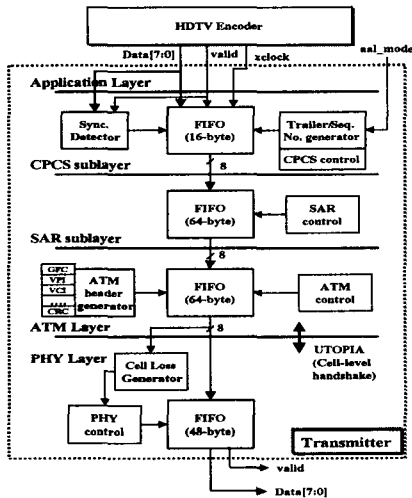 HDTV Encoder
Data[7:0]
valid
xclock
aal_mode
Application Layer
Sync.
Detector
FIFO
(16-byte)
Trailer/Seq.
No. generator
CPCS control
CPCS sublayer
8
FIFO
(64-byte)
SAR
control
SAR sublayer
8
GFC
VPI
VCI
....
CRC
ATM
header
generator
FIFO
(64-byte)
ATM
control
ATM Layer
8
UTOPIA
(Cell-level
handshake)
PHY Layer
Cell Loss
Generator
PHY
control
FIFO
(48-byte)
Transmitter
valid
Data[7:0]